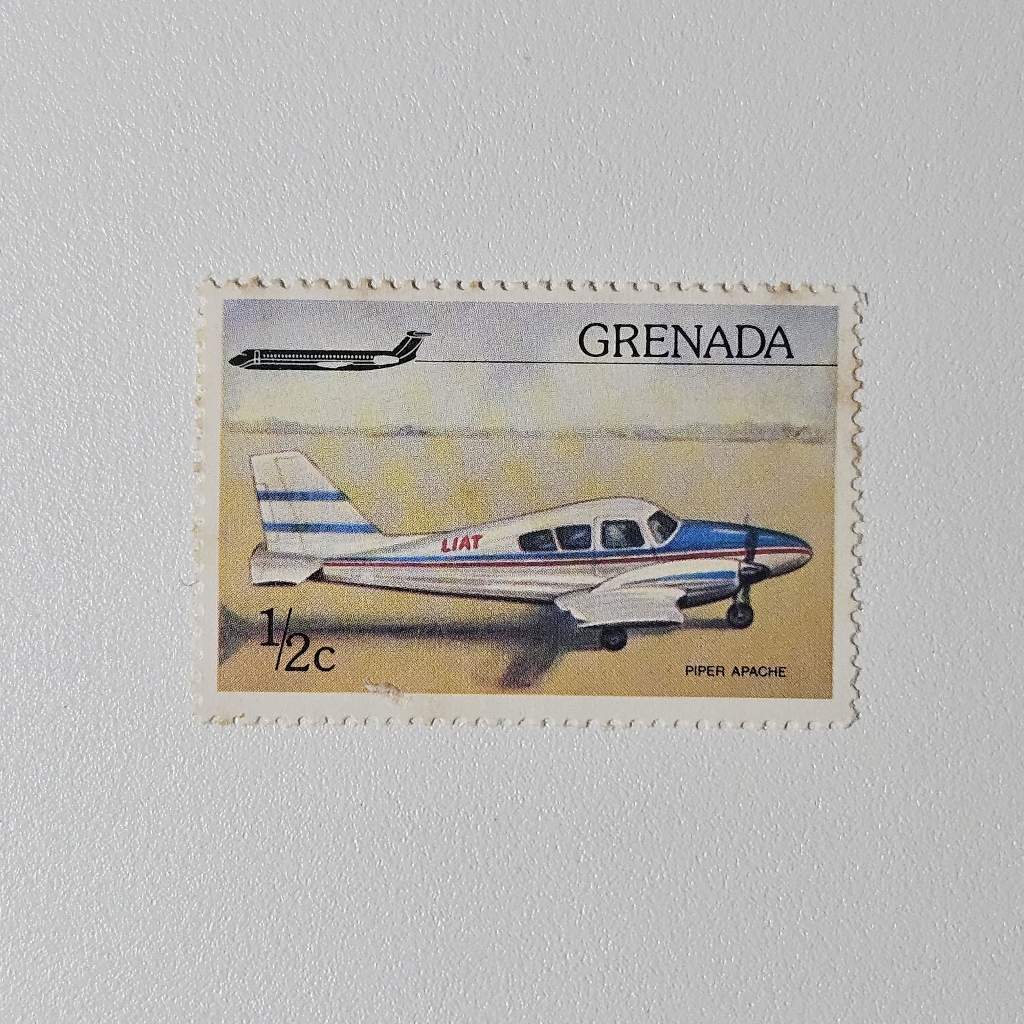 GRENADA
LIAT
½c
PIPER APACHE